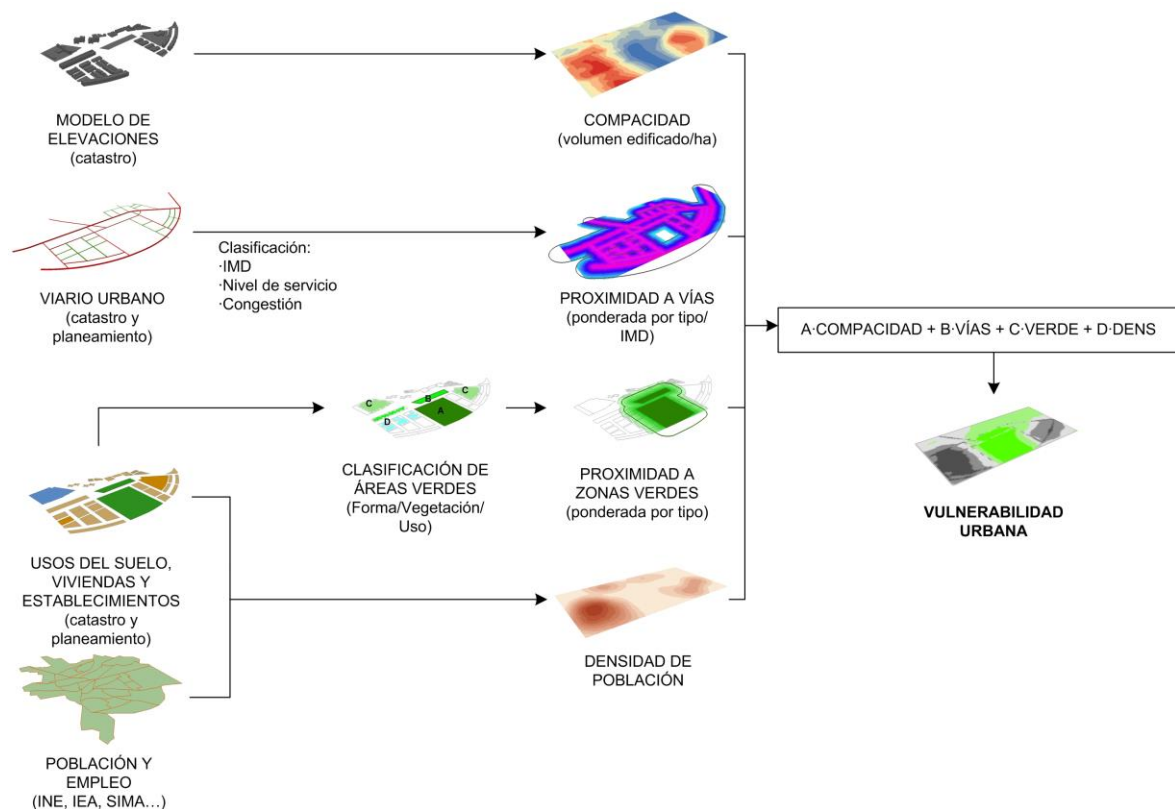 MODELO DE
ELEVACIONES
(catastro)
COMPACIDAD
(volumen edificado/ha)
VIARIO URBANO
(catastro y
planeamiento)
Clasificación:
·IMD
·Nivel de servicio
·Congestión
PROXIMIDAD A VÍAS
(ponderada por tipo/
IMD)
A·COMPACIDAD + B·VÍAS + C·VERDE + D·DENS
C
B
C
A
D
CLASIFICACIÓN DE
ÁREAS VERDES
(Forma/Vegetación/
Uso)
PROXIMIDAD A
ZONAS VERDES
(ponderada por tipo)
VULNERABILIDAD
URBANA
USOS DEL SUELO,
VIVIENDAS Y
ESTABLECIMIENTOS
(catastro y
planeamiento)
DENSIDAD DE
POBLACIÓN
POBLACIÓN Y
EMPLEO
(INE, IEA, SIMA…)